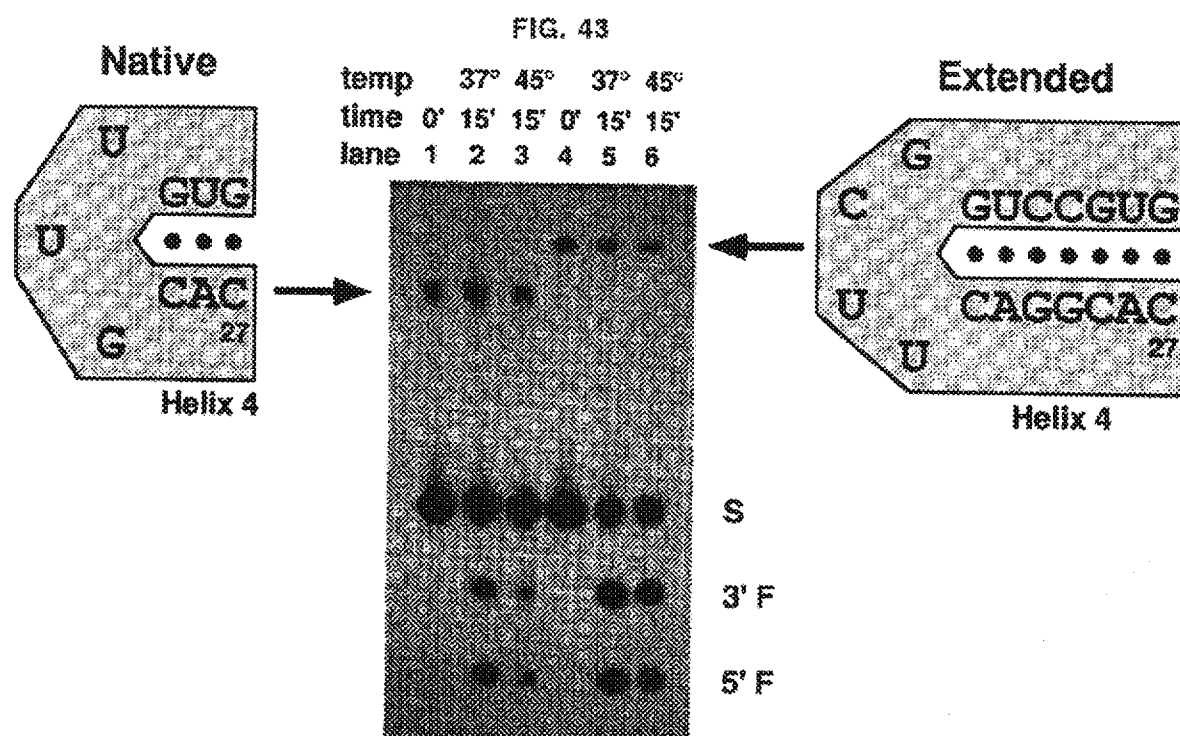 FIG. 43
Native
U
GUG
U
CAC
G
27
Helix 4
temp 37° 45° 37° 45°
time 0' 15' 15' 0' 15' 15'
lane 1 2 3 4 5 6
Extended
G
C
GUCCGUG
U
CAGGCAC
U
27
Helix 4
S
3' F
5' F